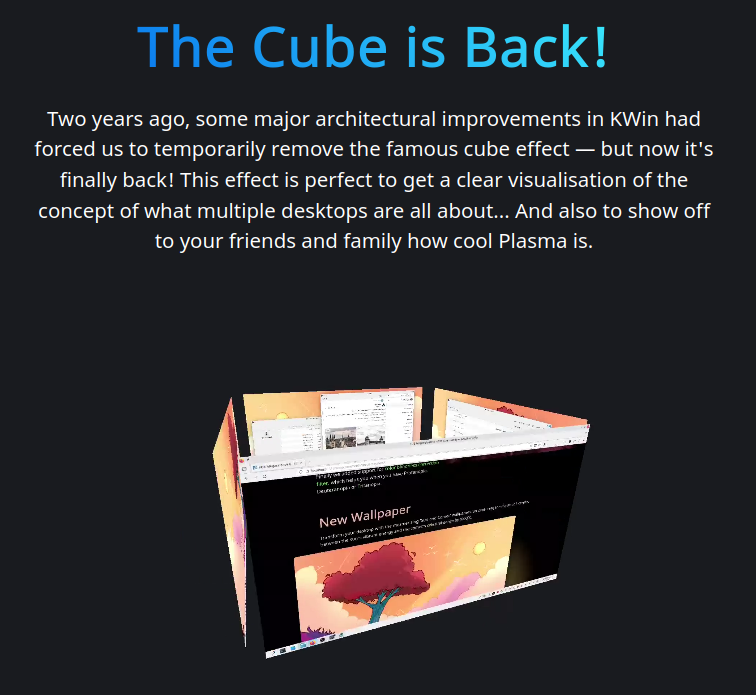 The Cube is Back!
Two years ago, some major architectural improvements in KWin had
forced us to temporarily remove the famous cube effect — but now it's
finally back! This effect is perfect to get a clear visualisation of the
concept of what multiple desktops are all about... And also to show off
to your friends and family how cool Plasma is.
New Wallpaper